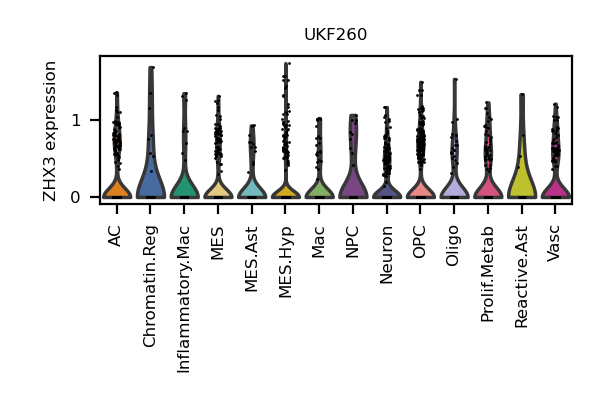 UKF260
ZHX3 expression
1
0
AC
Chromatin.Reg
Inflammatory.Mac
MES
MES.Ast
MES.Hyp
Mac
NPC
Neuron
OPC
Oligo
Prolif.Metab
Reactive.Ast
Vasc